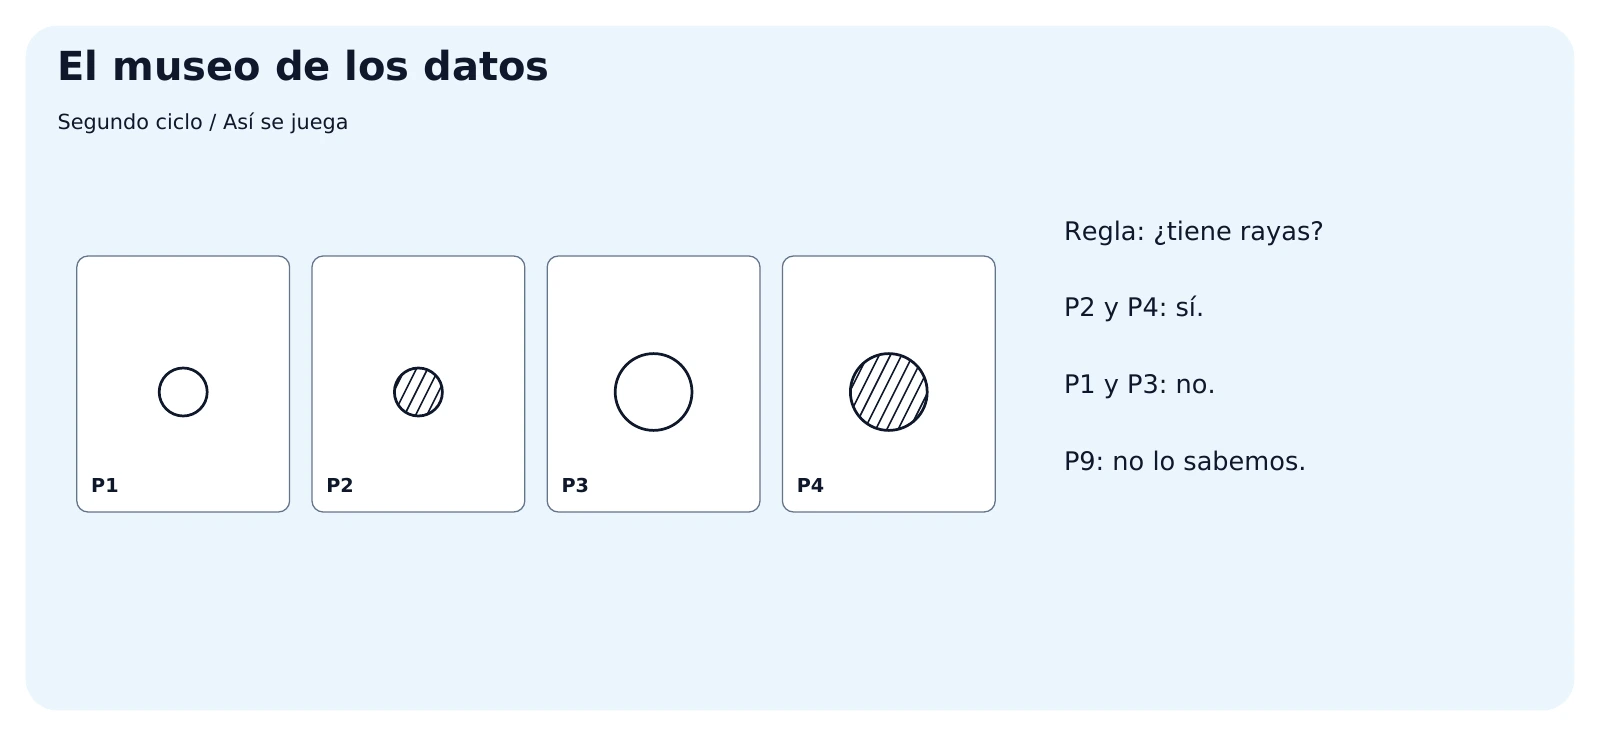 El museo de los datos
Segundo ciclo / Así se juega
Regla: ¿tiene rayas?
P2 y P4: sí.
P1 y P3: no.
P9: no lo sabemos.
P1
P2
P3
P4